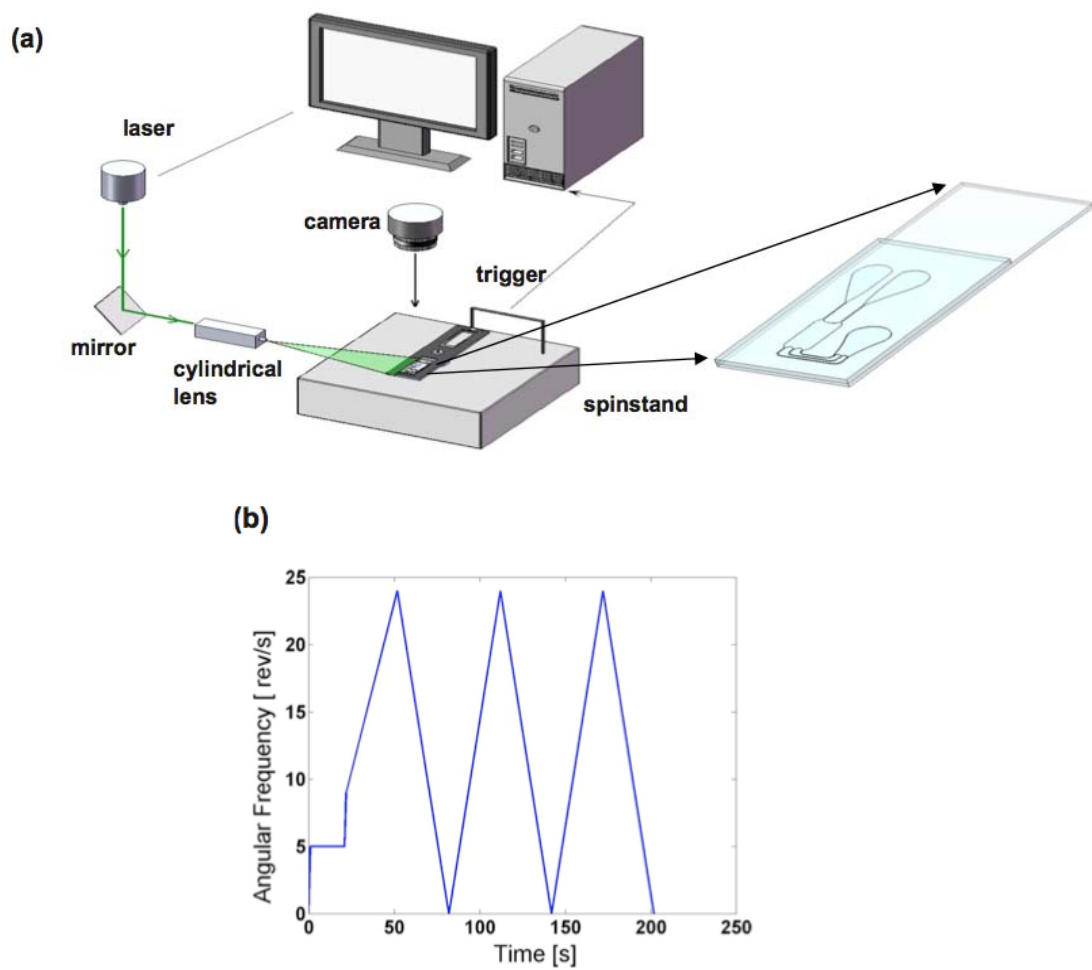 (a)
laser
camera
trigger
mirror
cylindrical
lens
spinstand
(b)
Angular Frequency [ rev/s]
25
20
15
10
5
0
0 50 100 150 200 250
Time [s]